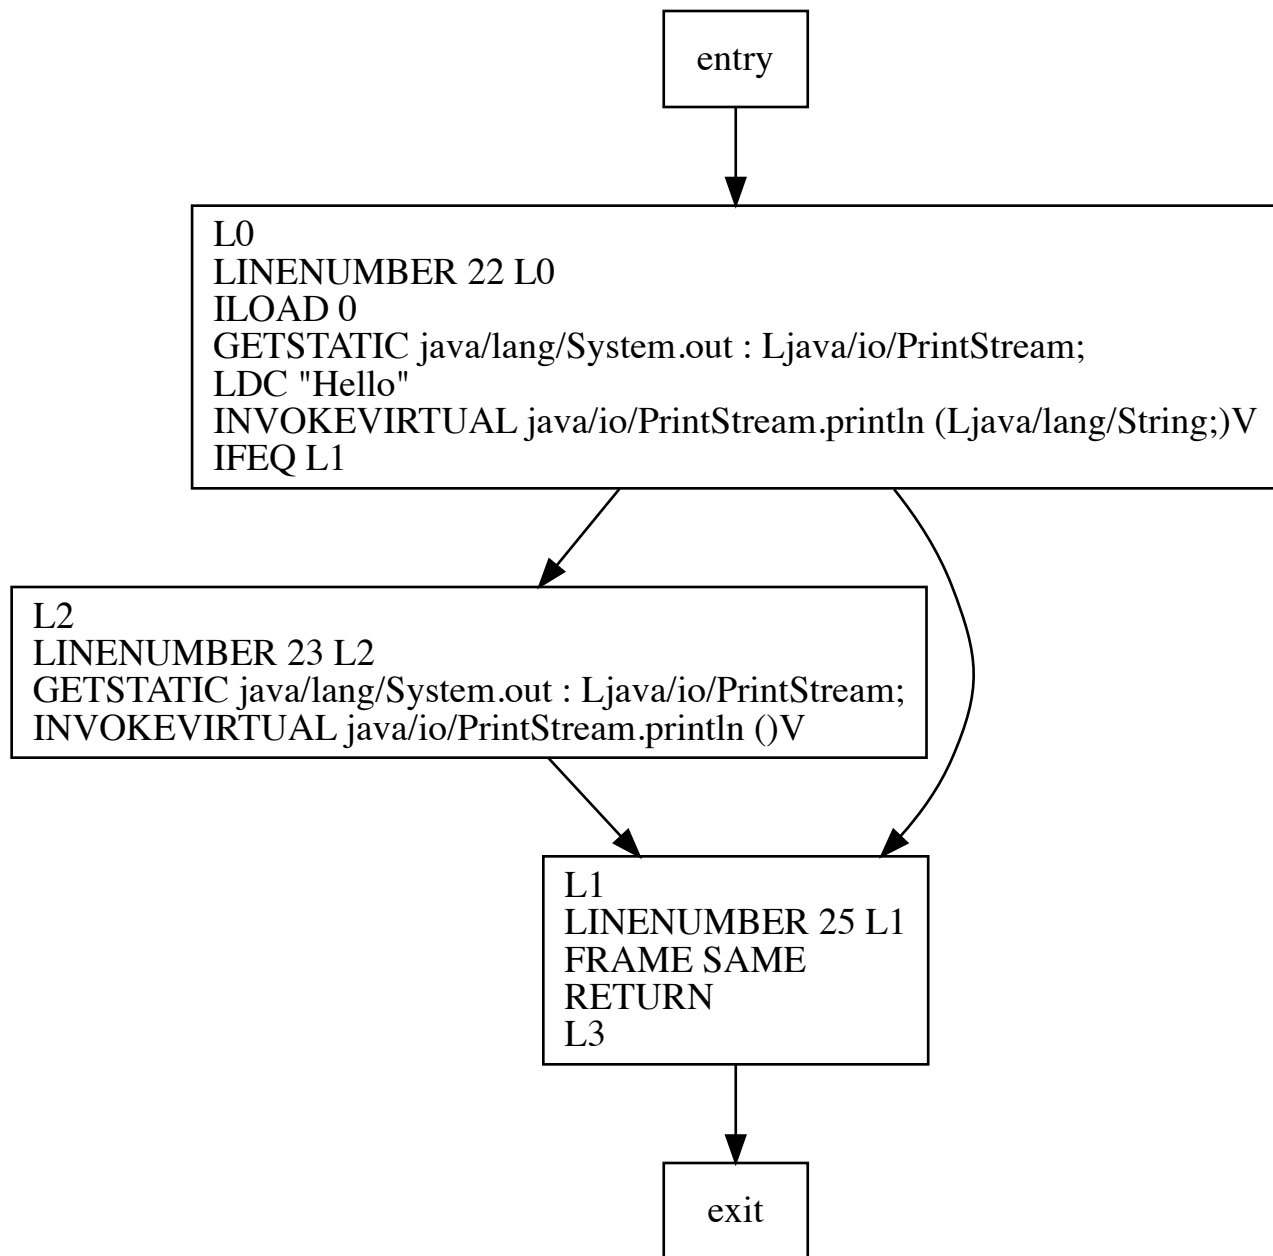 entry
L0
LINENUMBER 22 L0
ILOAD 0
GETSTATIC java/lang/System.out : Ljava/io/PrintStream;
LDC "Hello"
INVOKEVIRTUAL java/io/PrintStream.println (Ljava/lang/String;)V
IFEQ L1
L2
LINENUMBER 23 L2
GETSTATIC java/lang/System.out : Ljava/io/PrintStream;
INVOKEVIRTUAL java/io/PrintStream.println ()V
L1
LINENUMBER 25 L1
FRAME SAME
RETURN
L3
exit